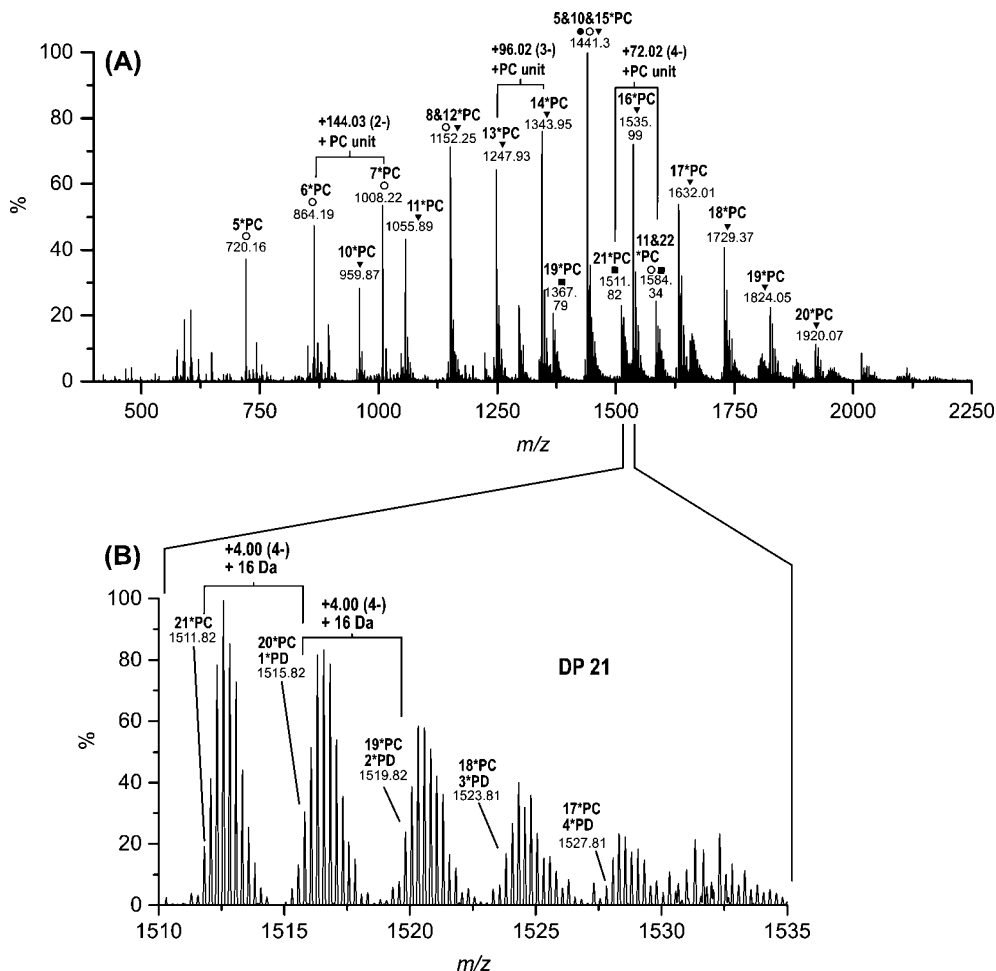 (A)
5&10&15*PC
1441.3
+96.02 (3-)
+PC unit
+72.02 (4-)
+PC unit
+144.03 (2-)
+ PC unit
5*PC
720.16
6*PC
864.19
7*PC
1008.22
10*PC
959.87
11*PC
1055.89
8&12*PC
1152.25
13*PC
1247.93
14*PC
1343.95
19*PC
1367.
79
21*PC
1511.
82
16*PC
1535.
99
11&22
*PC
1584.
34
17*PC
1632.01
18*PC
1729.37
19*PC
1824.05
20*PC
1920.07
100
80
60
40
20
0
%
500
750
1000
1250
1500
1750
2000
2250
m/z
(B)
+4.00 (4-)
+ 16 Da
+4.00 (4-)
+ 16 Da
21*PC
1511.82
20*PC
1*PD
1515.82
19*PC
2*PD
1519.82
18*PC
3*PD
1523.81
17*PC
4*PD
1527.81
DP 21
100
80
60
40
20
0
%
1510
1515
1520
1525
1530
1535
m/z